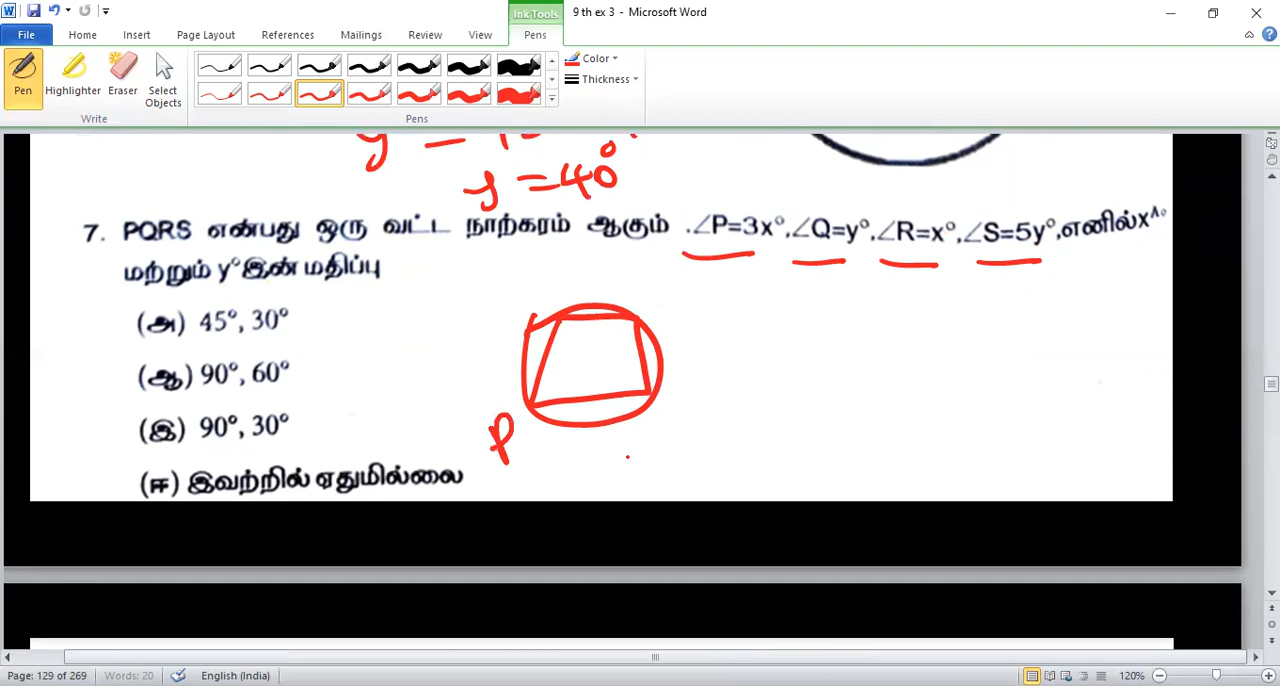 Ink Tools
9 th ex 3 - Microsoft Word
File Home Insert Page Layout References Mailings Review View Pens
Pen Highlighter Eraser Select Objects
Color
Thickness
Write Pens
= 40°
7. PQRS என்பது ஒரு வட்ட நாற்கரம் ஆகும் .∠P=3x°,∠Q=y°,∠R=x°,∠S=5y°,எனில்x^°
மற்றும் y°இன் மதிப்பு
(அ) 45°, 30°
(ஆ) 90°, 60°
(இ) 90°, 30°
P
(ஈ) இவற்றில் ஏதுமில்லை
Page: 129 of 269 Words: 20 English (India) 120%